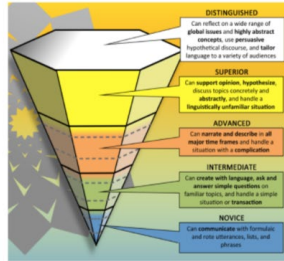 DISTINGUISHED
Can reflect on a wide range of
global issues and highly abstract
concepts, use persuasive
hypothetical discourse, and tailor
language to a variety of audiences
SUPERIOR
Can support opinion, hypothesize,
discuss topics concretely and
abstractly, and handle a
linguistically unfamiliar situation
ADVANCED
Can narrate and describe in all
major time frames and handle a
situation with a complication
INTERMEDIATE
Can create with language, ask and
answer simple questions on
familiar topics, and handle a simple
situation or transaction
NOVICE
Can communicate with formulaic
and rote utterances, lists, and
phrases